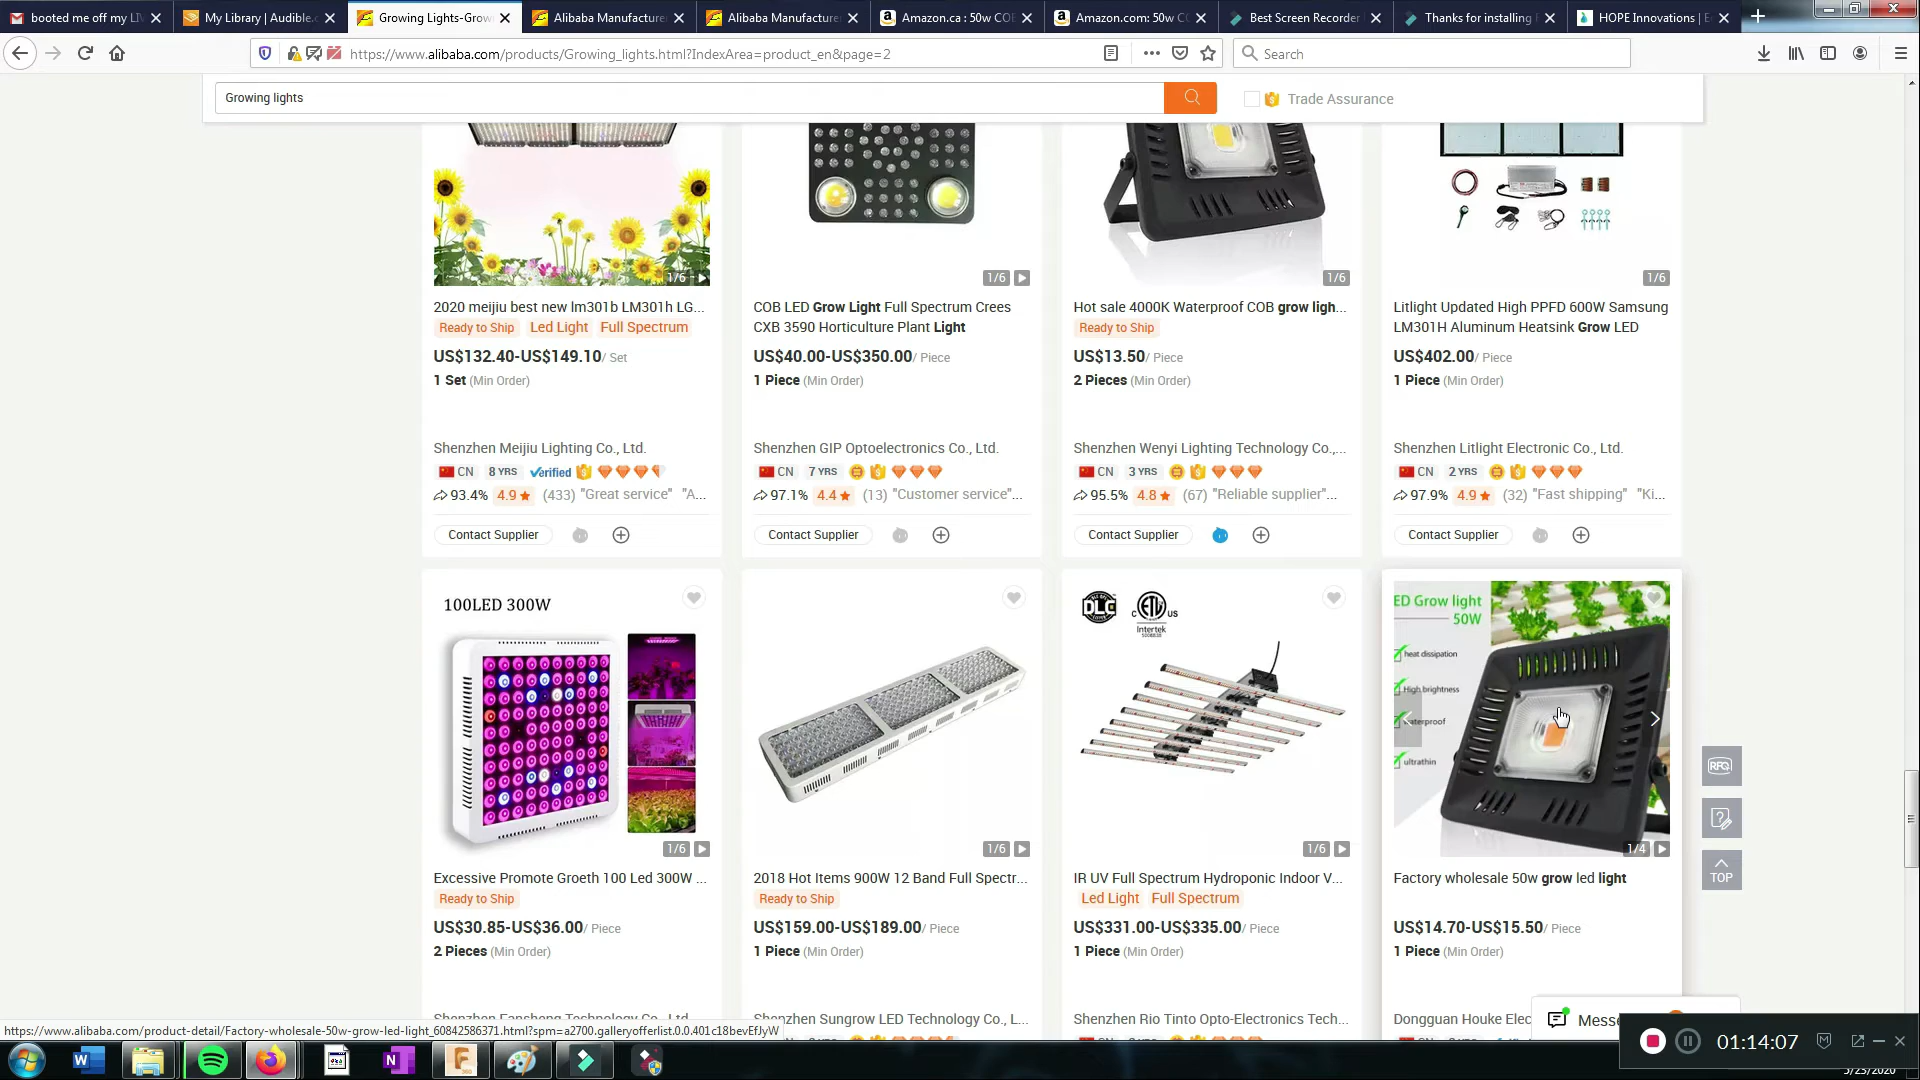 booted me off my LI
My Library | Audible.
Growing Lights-Grow
Alibaba Manufacture
Alibaba Manufacture
Amazon.ca : 50w COB
Amazon.com: 50w CO
Best Screen Recorder
Thanks for installing
HOPE Innovations | E
https://www.alibaba.com/products/Growing_lights.html?IndexArea=product_en&page=2
Search
Growing lights
Trade Assurance
1/6
1/6
1/6
1/6
2020 meijiu best new lm301b LM301h LG...
Ready to Ship Led Light Full Spectrum
US$132.40-US$149.10/ Set
1 Set (Min Order)
Shenzhen Meijiu Lighting Co., Ltd.
CN 8 YRS Verified
93.4% 4.9 (433) "Great service" "A...
Contact Supplier
COB LED Grow Light Full Spectrum Crees
CXB 3590 Horticulture Plant Light
US$40.00-US$350.00/ Piece
1 Piece (Min Order)
Shenzhen GIP Optoelectronics Co., Ltd.
CN 7 YRS
97.1% 4.4 (13) "Customer service"...
Contact Supplier
Hot sale 4000K Waterproof COB grow ligh...
Ready to Ship
US$13.50/ Piece
2 Pieces (Min Order)
Shenzhen Wenyi Lighting Technology Co.,...
CN 3 YRS
95.5% 4.8 (67) "Reliable supplier"...
Contact Supplier
Litlight Updated High PPFD 600W Samsung
LM301H Aluminum Heatsink Grow LED
US$402.00/ Piece
1 Piece (Min Order)
Shenzhen Litlight Electronic Co., Ltd.
CN 2 YRS
97.9% 4.9 (32) "Fast shipping" "Ki...
Contact Supplier
100LED 300W
1/6
Excessive Promote Groeth 100 Led 300W ...
Ready to Ship
US$30.85-US$36.00/ Piece
2 Pieces (Min Order)
Shenzhen Fansheng Technology Co., Ltd.
1/6
2018 Hot Items 900W 12 Band Full Spectr...
Ready to Ship
US$159.00-US$189.00/ Piece
1 Piece (Min Order)
Shenzhen Sungrow LED Technology Co., L...
DLC
ETL
C US
Intertek
1/6
IR UV Full Spectrum Hydroponic Indoor V...
Led Light Full Spectrum
US$331.00-US$335.00/ Piece
1 Piece (Min Order)
Shenzhen Rio Tinto Opto-Electronics Tech...
ED Grow light
50W
heat dissipation
High brightness
waterproof
ultrathin
1/4
Factory wholesale 50w grow led light
US$14.70-US$15.50/ Piece
1 Piece (Min Order)
Dongguan Houke Elec
RFQ
TOP
Messe
https://www.alibaba.com/product-detail/Factory-wholesale-50w-grow-led-light_60842586371.html?spm=a2700.galleryofferlist.0.0.401c18bevEfJyW
01:14:07
5/23/2020